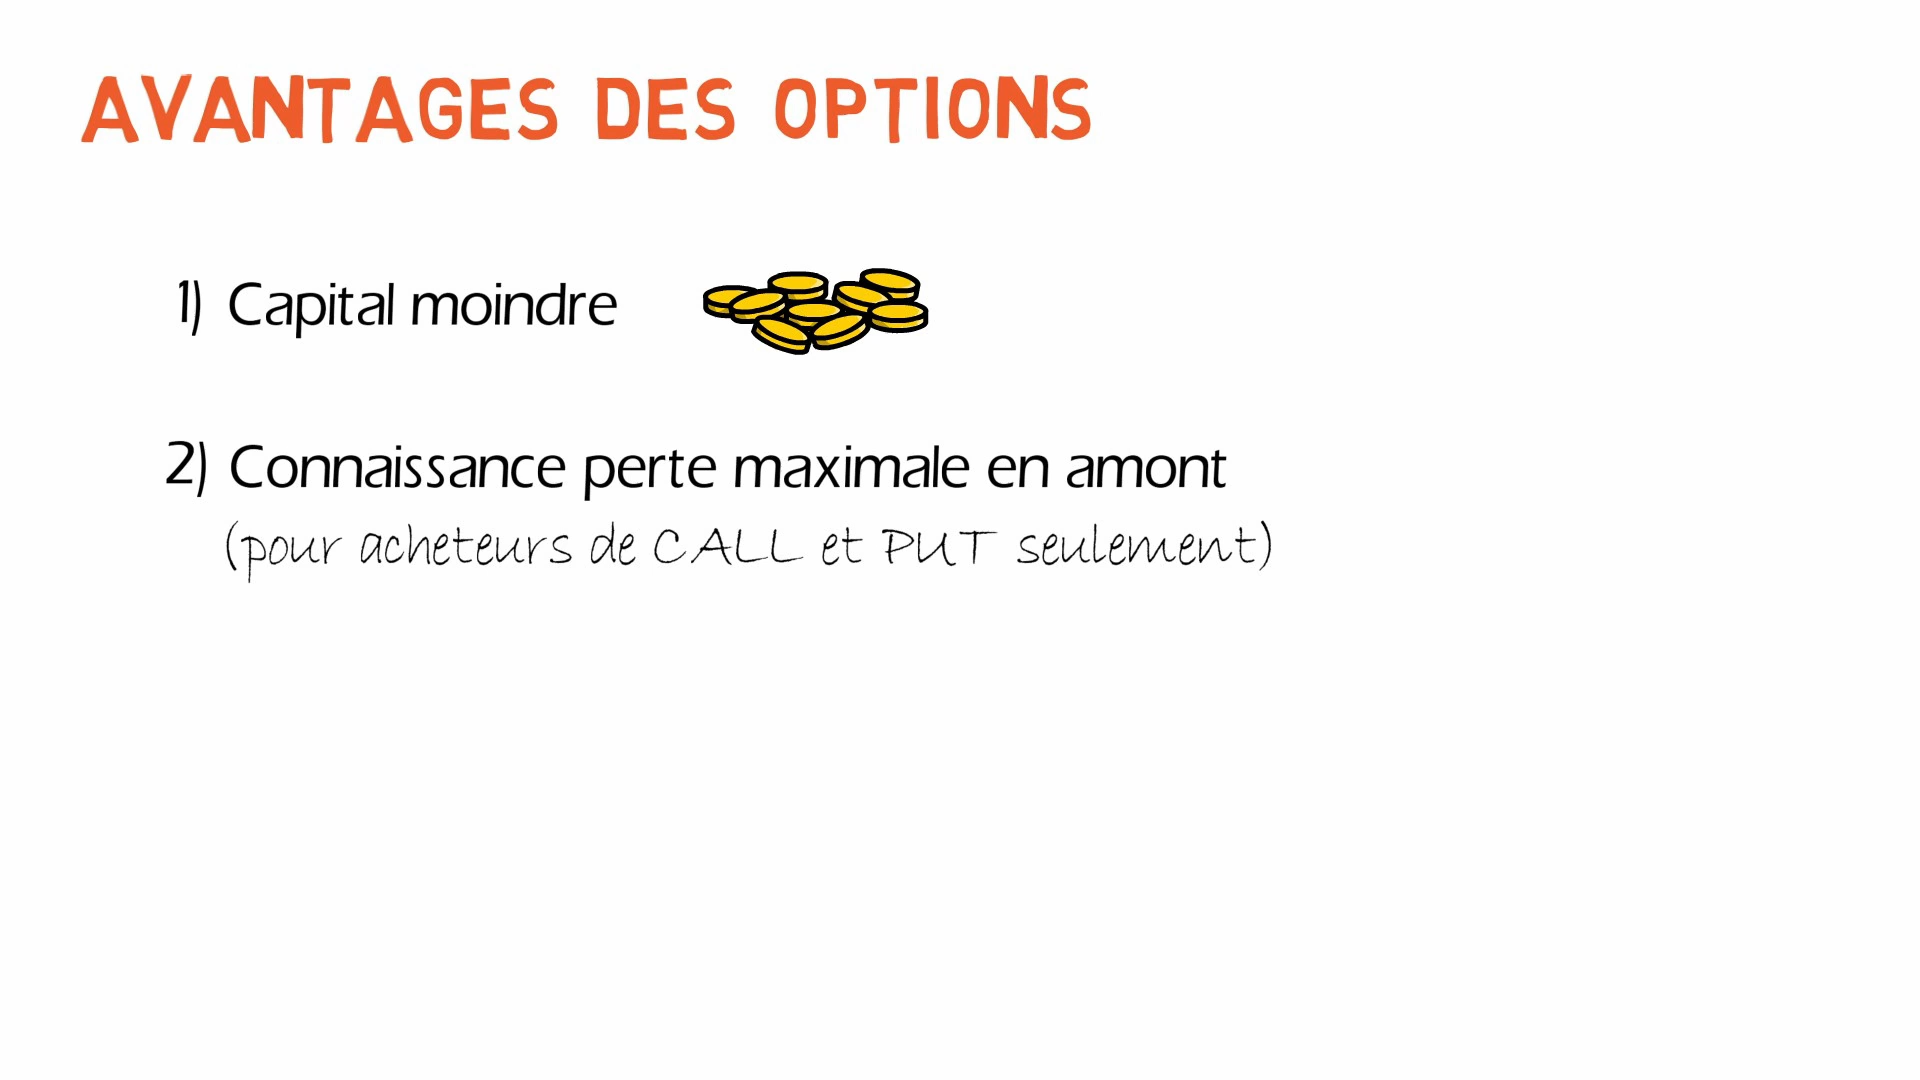 AVANTAGES DES OPTIONS
1) Capital moindre
2) Connaissance perte maximale en amont
(pour acheteurs de CALL et PUT seulement)